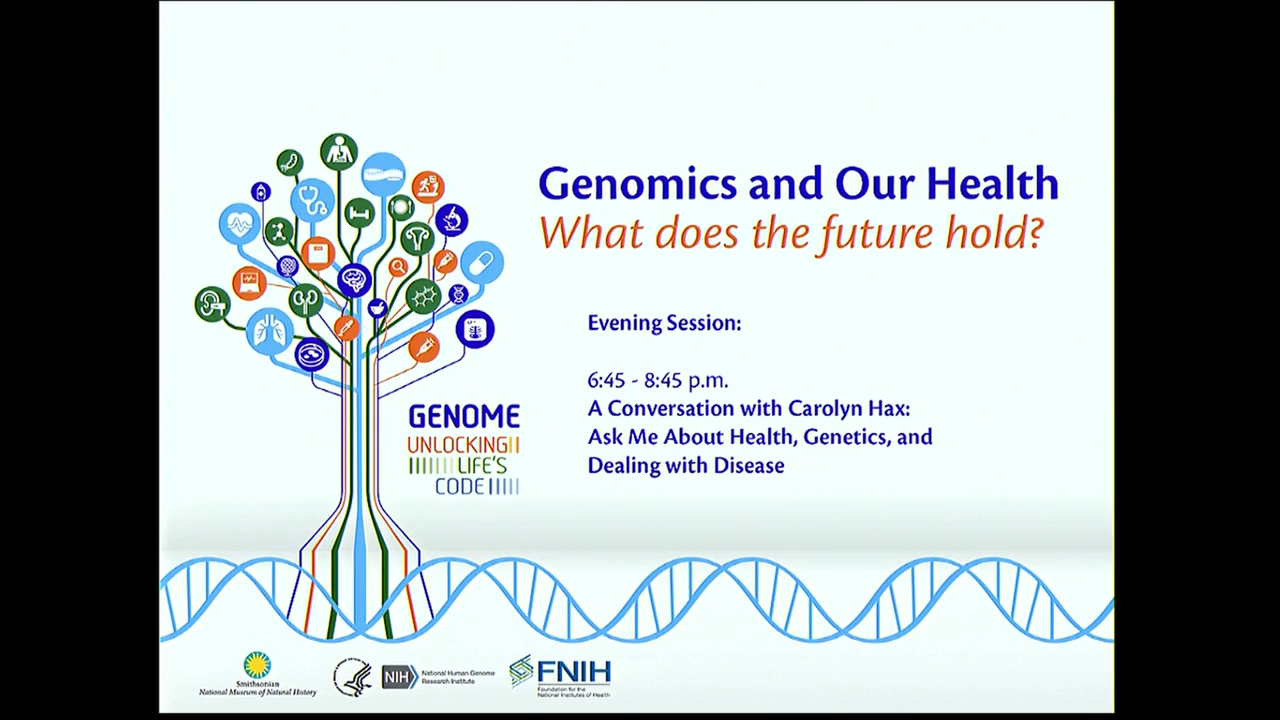 Genomics and Our Health
What does the future hold?
Evening Session:
6:45 - 8:45 p.m.
A Conversation with Carolyn Hax:
Ask Me About Health, Genetics, and
Dealing with Disease
GENOME
UNLOCKING
LIFE'S
CODE
Smithsonian
National Museum of Natural History
NIH
National Human Genome
Research Institute
FNIH
Foundation for the
National Institutes of Health